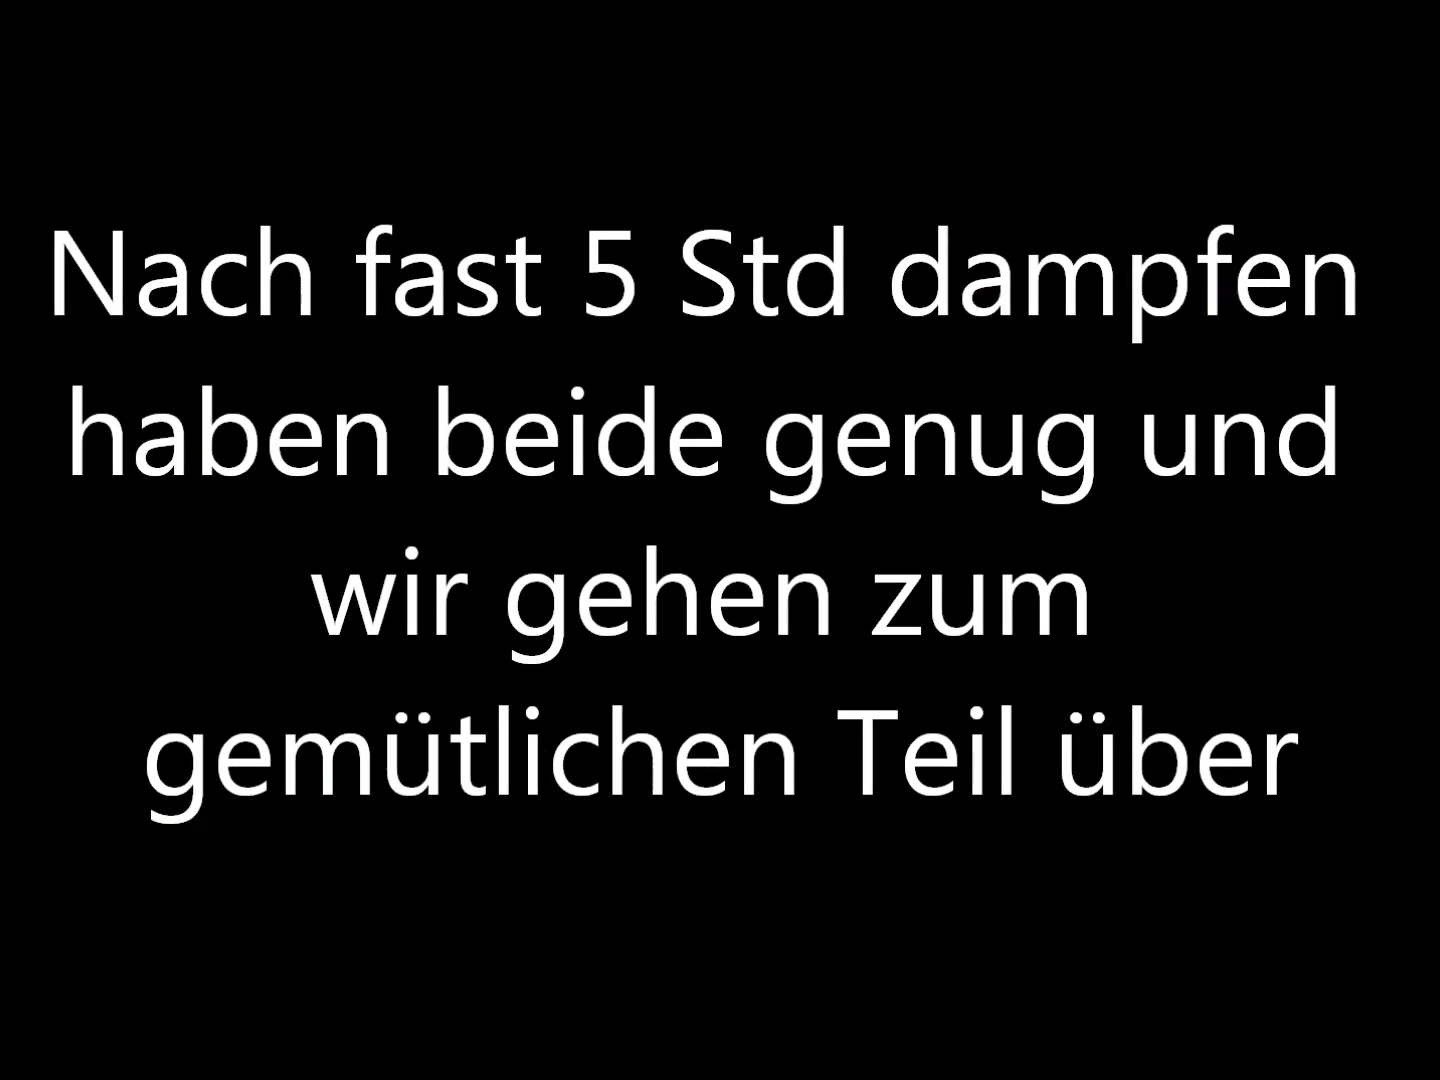 Nach fast 5 Std dampfen
haben beide genug und
wir gehen zum
gemütlichen Teil über